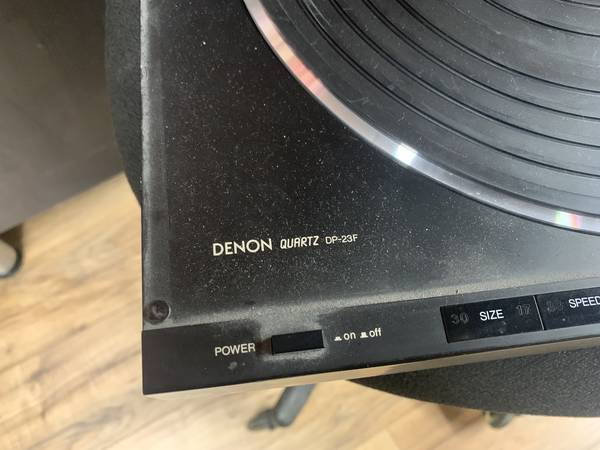 DENON QUARTZ DP-23F
30 SIZE 17
SPEED
POWER on off